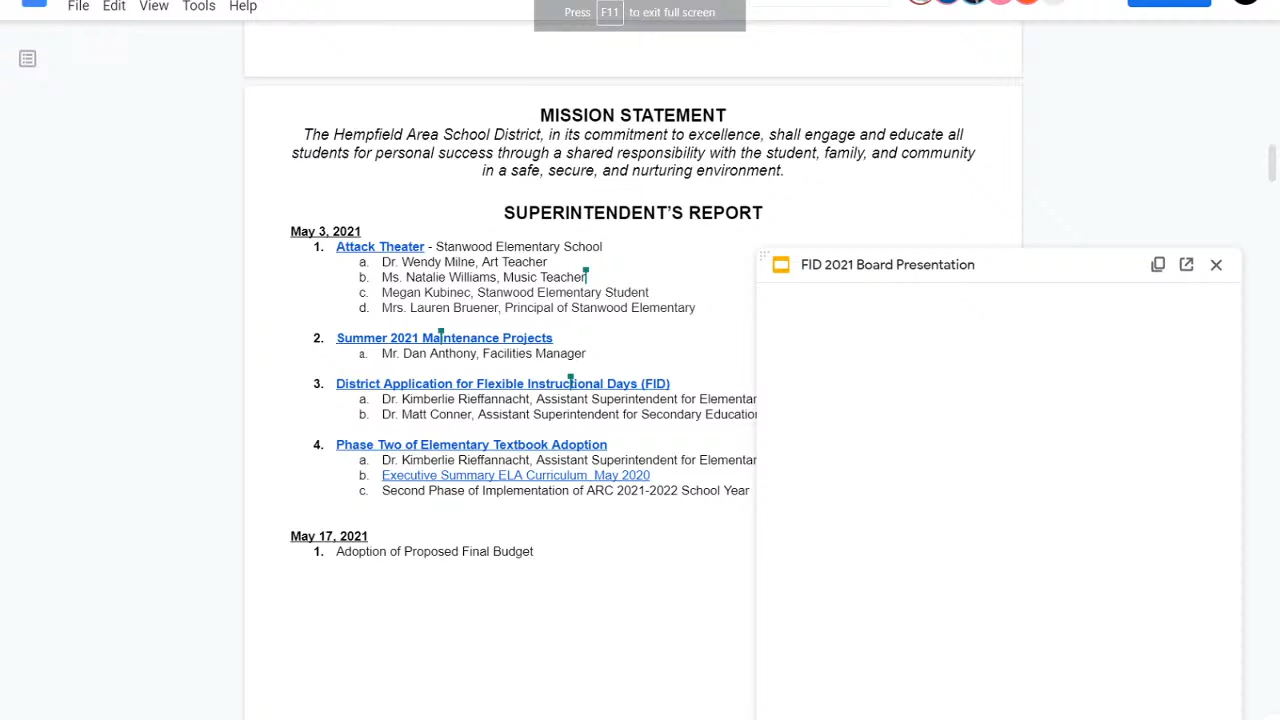 File Edit View Tools Help
Press F11 to exit full screen
MISSION STATEMENT
The Hempfield Area School District, in its commitment to excellence, shall engage and educate all
students for personal success through a shared responsibility with the student, family, and community
in a safe, secure, and nurturing environment.
SUPERINTENDENT'S REPORT
May 3, 2021
1. Attack Theater - Stanwood Elementary School
a. Dr. Wendy Milne, Art Teacher
b. Ms. Natalie Williams, Music Teacher
c. Megan Kubinec, Stanwood Elementary Student
d. Mrs. Lauren Bruener, Principal of Stanwood Elementary
2. Summer 2021 Maintenance Projects
a. Mr. Dan Anthony, Facilities Manager
3. District Application for Flexible Instructional Days (FID)
a. Dr. Kimberlie Rieffannacht, Assistant Superintendent for Elementar
b. Dr. Matt Conner, Assistant Superintendent for Secondary Education
4. Phase Two of Elementary Textbook Adoption
a. Dr. Kimberlie Rieffannacht, Assistant Superintendent for Elementar
b. Executive Summary ELA Curriculum May 2020
c. Second Phase of Implementation of ARC 2021-2022 School Year
May 17, 2021
1. Adoption of Proposed Final Budget
FID 2021 Board Presentation